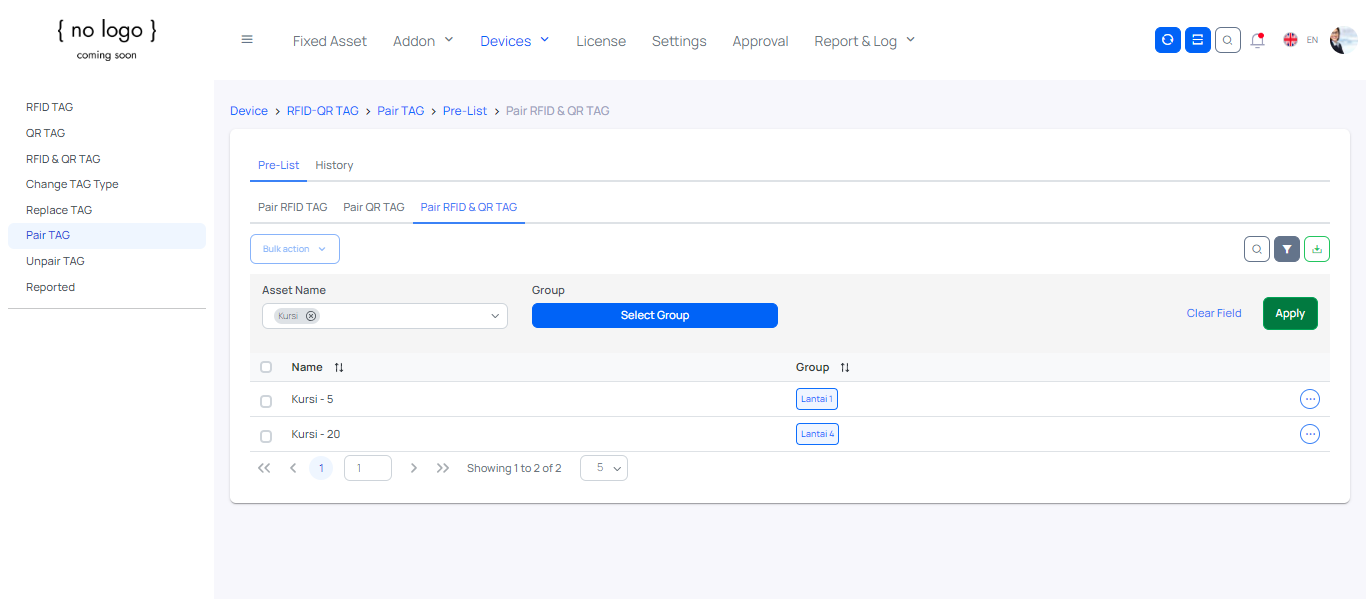 { no logo }
coming soon
Fixed Asset Addon Devices License Settings Approval Report & Log EN
RFID TAG
QR TAG
RFID & QR TAG
Change TAG Type
Replace TAG
Pair TAG
Unpair TAG
Reported
Device > RFID-QR TAG > Pair TAG > Pre-List > Pair RFID & QR TAG
Pre-List History
Pair RFID TAG Pair QR TAG Pair RFID & QR TAG
Bulk action
Asset Name Group
Kursi Select Group Clear Field Apply
Name Group
Kursi - 5 Lantai 1
Kursi - 20 Lantai 4
1 1 Showing 1 to 2 of 2 5